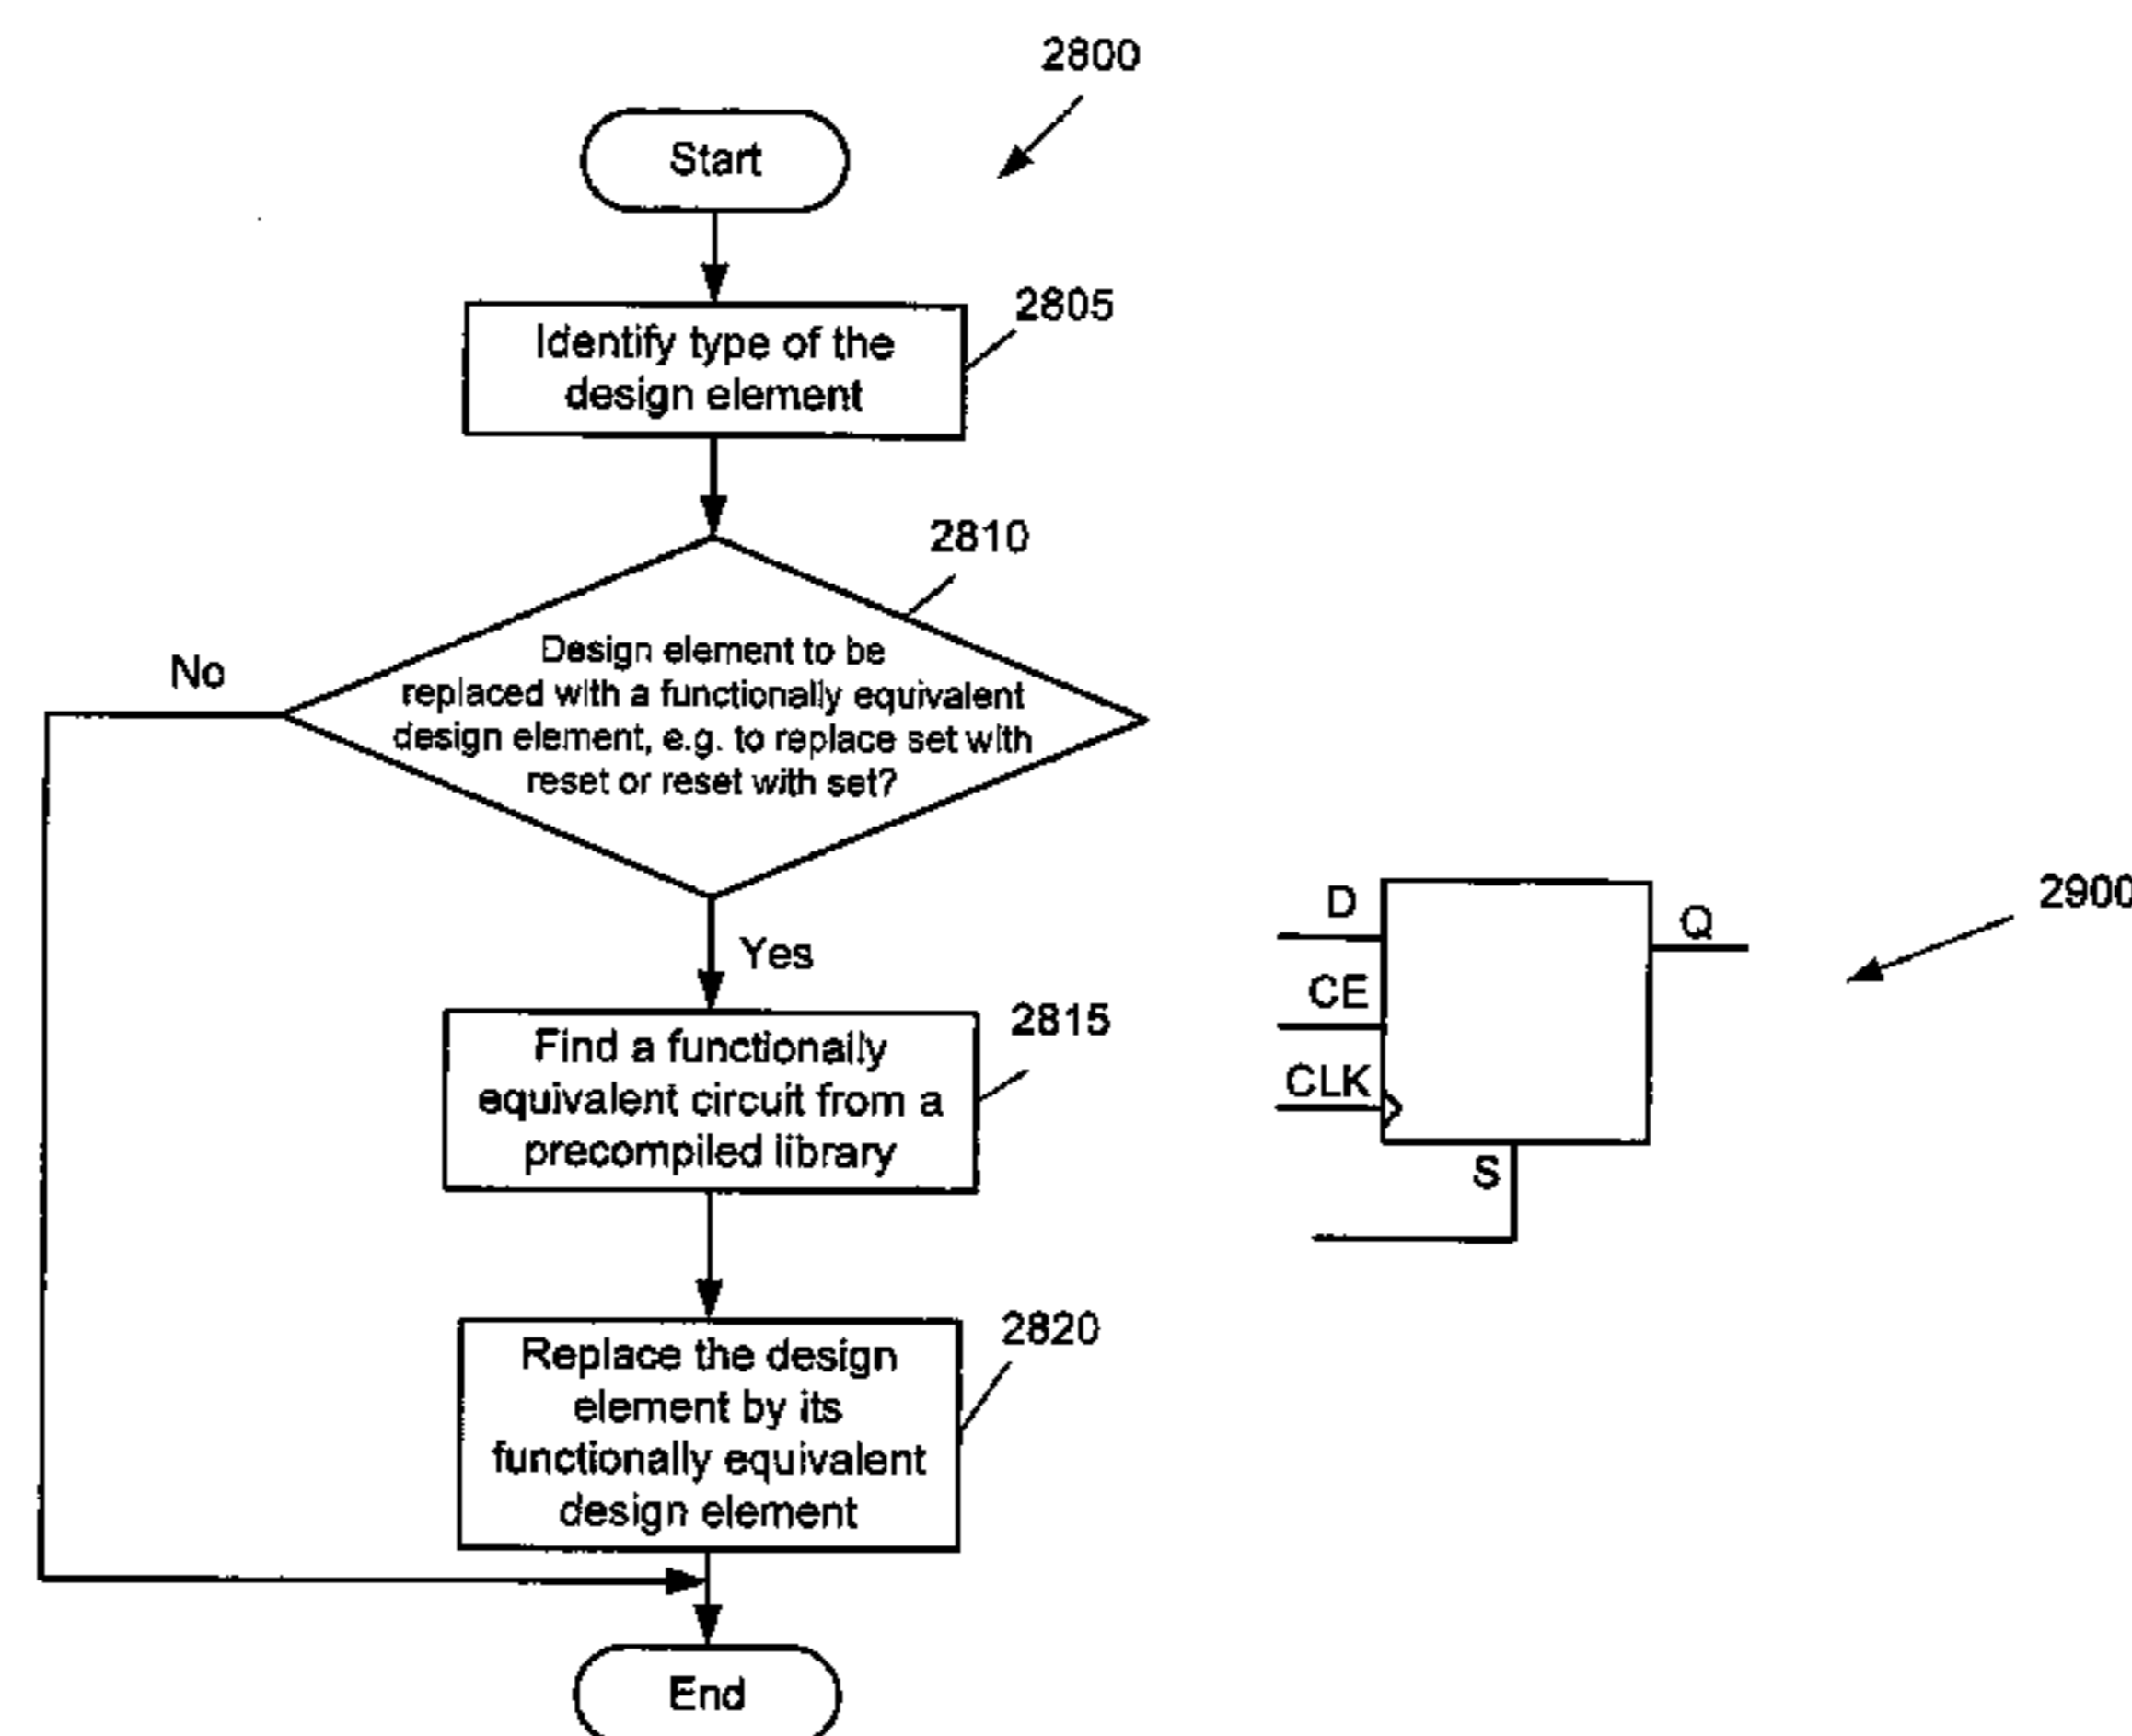 2800
Start
2805
Identify type of the
design element
2810
Design element to be
replaced with a functionally equivalent
design element, e.g. to replace set with
reset or reset with set?
No
Yes
2815
Find a functionally
equivalent circuit from a
precompiled library
2820
Replace the design
element by its
functionally equivalent
design element
End
2900
D
Q
CE
CLK
S